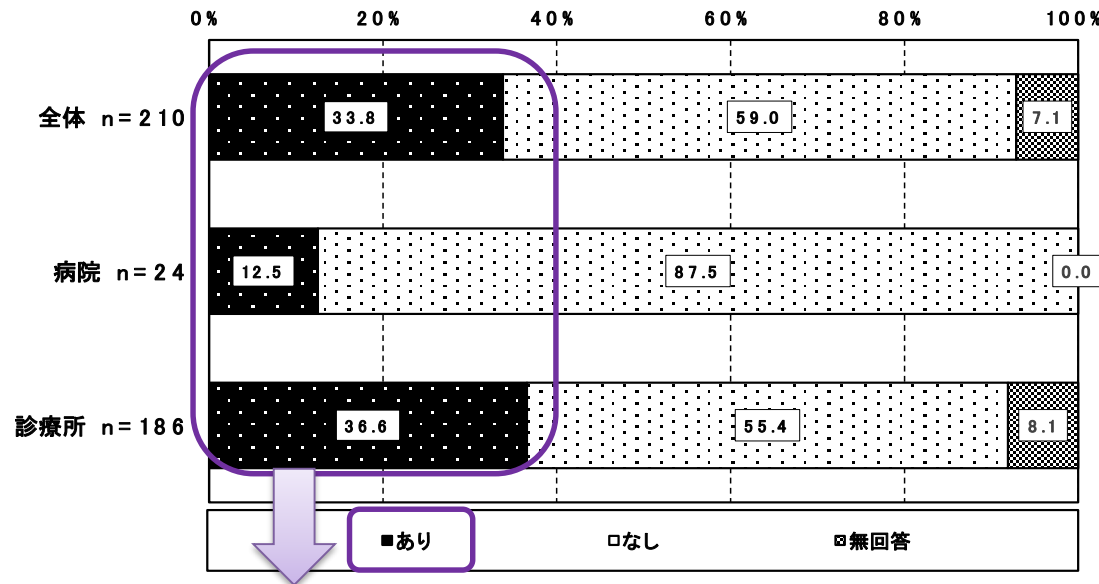 0% 20% 40% 60% 80% 100%
全体 n=210 33.8 59.0 7.1
病院 n=24 12.5 87.5 0.0
診療所 n=186 36.6 55.4 8.1
あり なし 無回答